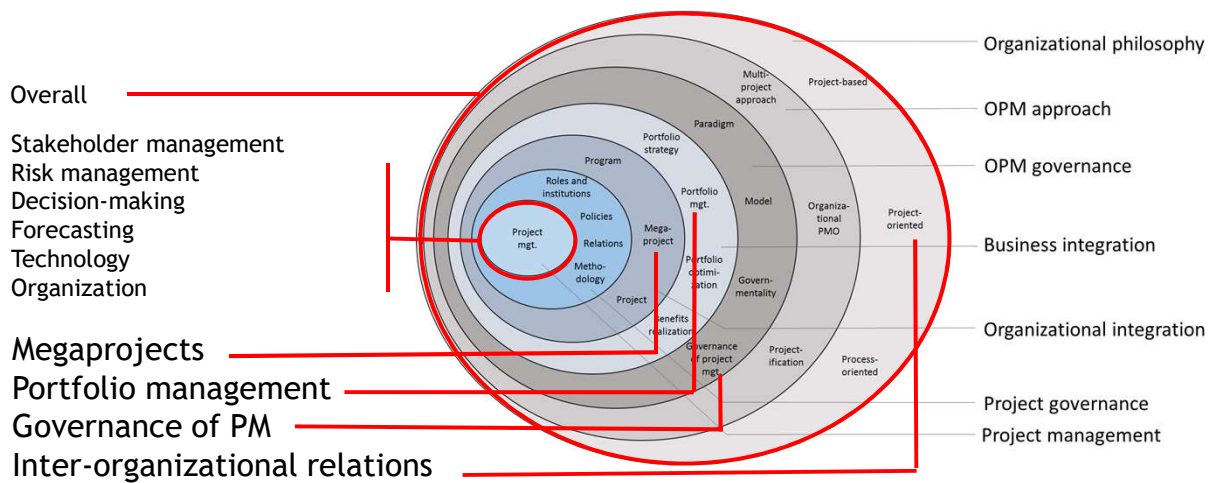 Overall
Stakeholder management
Risk management
Decision-making
Forecasting
Technology
Organization
Megaprojects
Portfolio management
Governance of PM
Inter-organizational relations
Project
mgt.
Roles and
institutions
Policies
Relations
Metho-
dology
Program
Mega-
project
Project
Portfolio
strategy
Portfolio
mgt.
Portfolio
optimi-
zation
Benefits
realization
Paradigm
Model
Govern-
mentality
Governance
of project
mgt.
Multi-
project
approach
Organiza-
tional
PMO
Project-
ification
Project-based
Project-
oriented
Process-
oriented
Organizational philosophy
OPM approach
OPM governance
Business integration
Organizational integration
Project governance
Project management